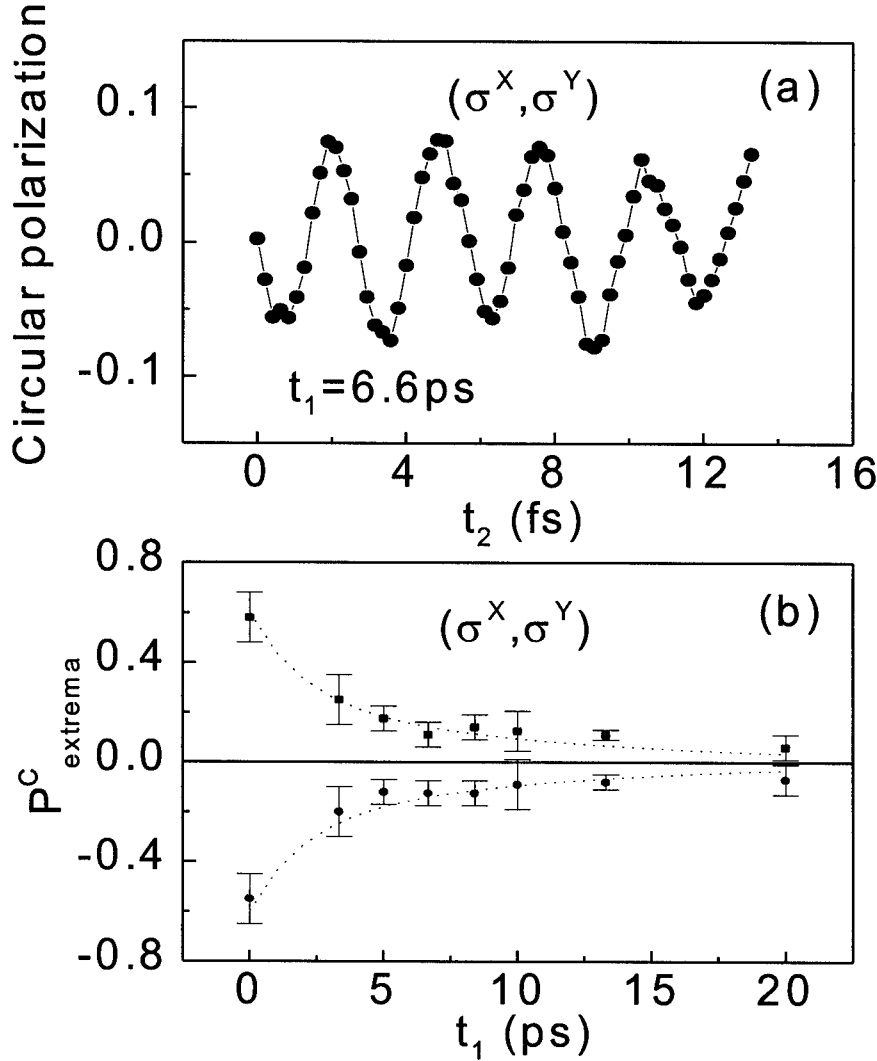 Circular polarization
0.1
0.0
-0.1
(σ^X,σ^Y)
(a)
t₁=6.6ps
0 4 8 12 16
t₂ (fs)
P^C extrema
0.8
0.4
0.0
-0.4
-0.8
(σ^X,σ^Y)
(b)
0 5 10 15 20
t₁ (ps)